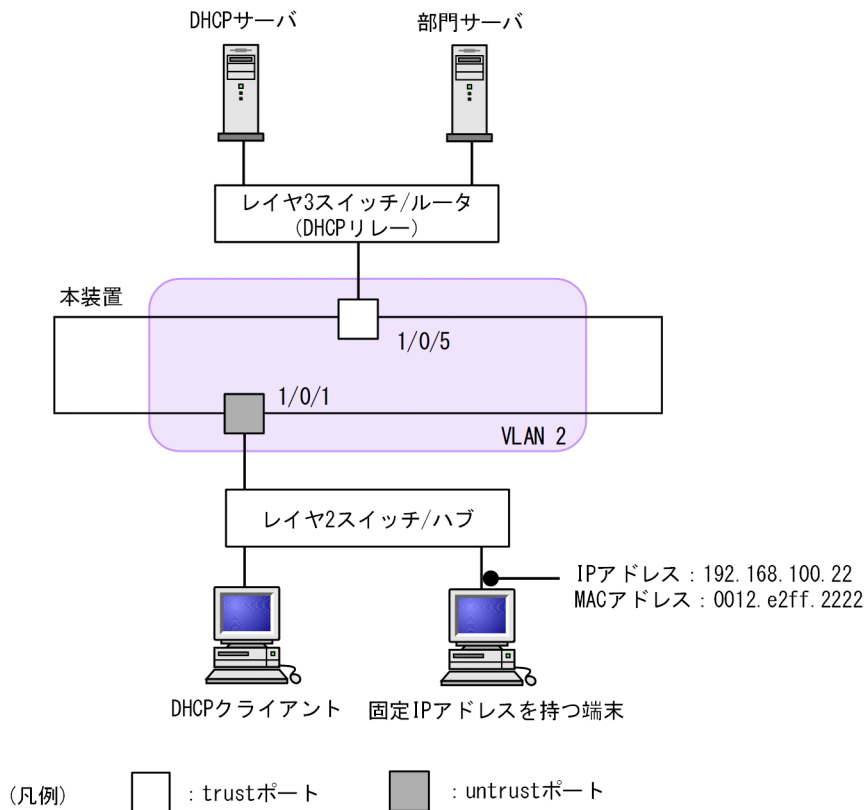 DHCPサーバ
部門サーバ
レイヤ3スイッチ/ルータ
(DHCPリレー)
本装置
1/0/5
1/0/1
VLAN 2
レイヤ2スイッチ/ハブ
IPアドレス：192.168.100.22
MACアドレス：0012.e2ff.2222
DHCPクライアント
固定IPアドレスを持つ端末
(凡例)
：trustポート
：untrustポート